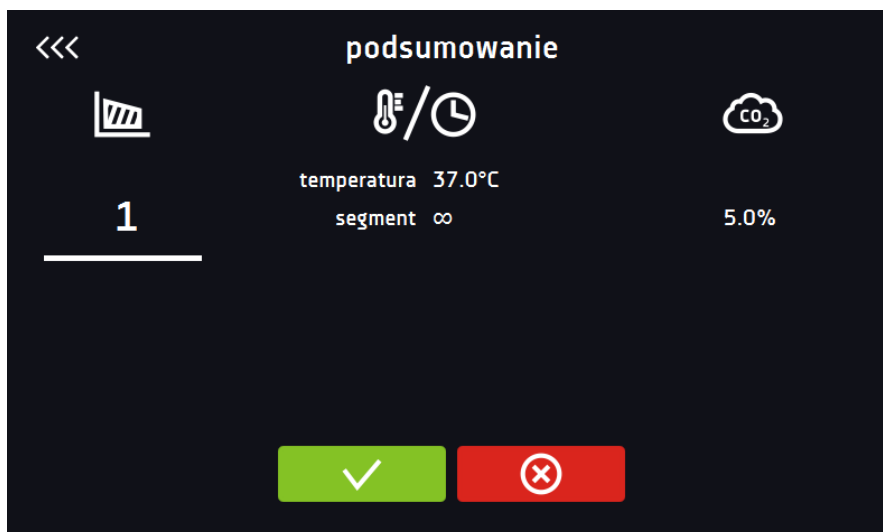 <<< podsumowanie
CO₂
temperatura 37.0°C
1 segment ∞ 5.0%